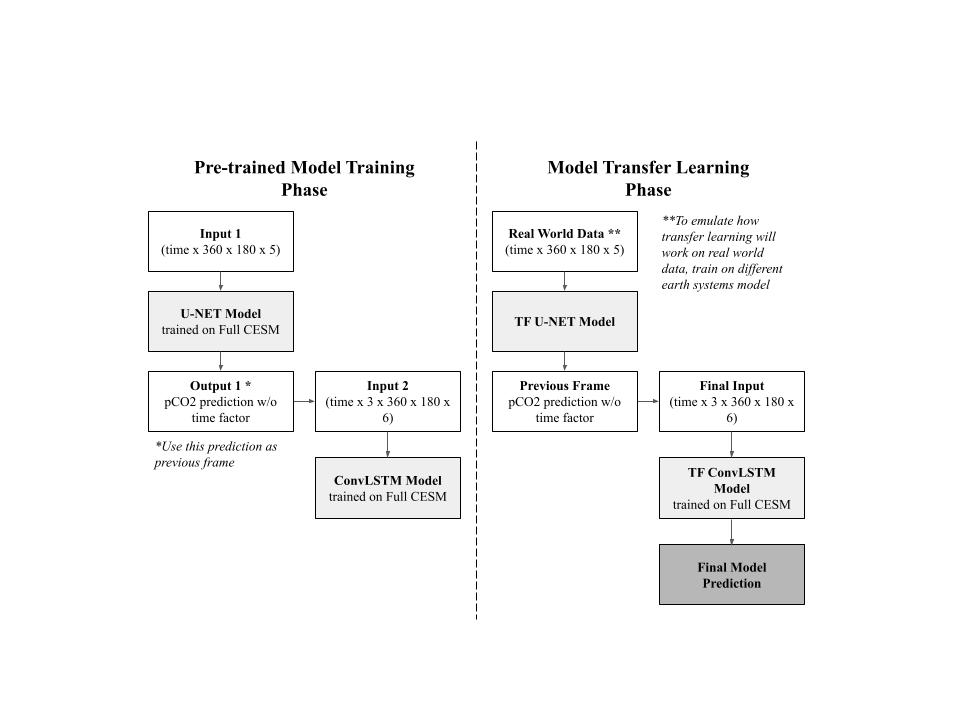 Pre-trained Model Training
Phase
Input 1
(time x 360 x 180 x 5)
U-NET Model
trained on Full CESM
Output 1 *
pCO2 prediction w/o
time factor
*Use this prediction as
previous frame
Input 2
(time x 3 x 360 x 180 x
6)
ConvLSTM Model
trained on Full CESM
Model Transfer Learning
Phase
Real World Data **
(time x 360 x 180 x 5)
**To emulate how
transfer learning will
work on real world
data, train on different
earth systems model
TF U-NET Model
Previous Frame
pCO2 prediction w/o
time factor
Final Input
(time x 3 x 360 x 180 x
6)
TF ConvLSTM
Model
trained on Full CESM
Final Model
Prediction